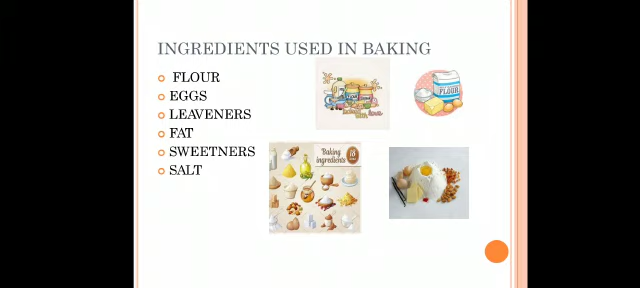 INGREDIENTS USED IN BAKING
FLOUR
EGGS
LEAVENERS
FAT
SWEETNERS
SALT
FLOUR
Baking
ingredients